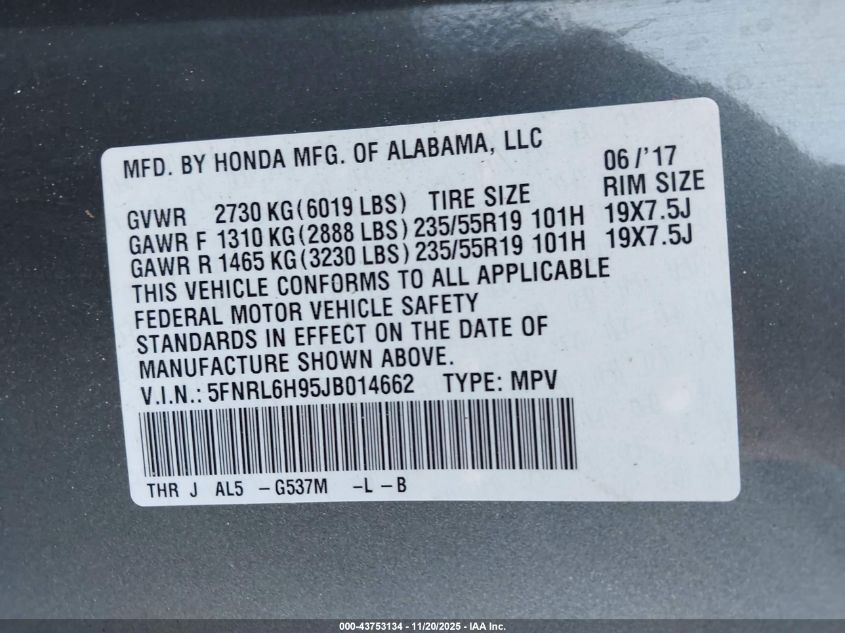 MFD. BY HONDA MFG. OF ALABAMA, LLC 06/'17
GVWR 2730 KG(6019 LBS) TIRE SIZE RIM SIZE
GAWR F 1310 KG(2888 LBS) 235/55R19 101H 19X7.5J
GAWR R 1465 KG(3230 LBS) 235/55R19 101H 19X7.5J
THIS VEHICLE CONFORMS TO ALL APPLICABLE
FEDERAL MOTOR VEHICLE SAFETY
STANDARDS IN EFFECT ON THE DATE OF
MANUFACTURE SHOWN ABOVE.
V.I.N.: 5FNRL6H95JB014662 TYPE: MPV
THR J AL5 -G537M -L -B
000-43753134 - 11/20/2025 - IAA Inc.